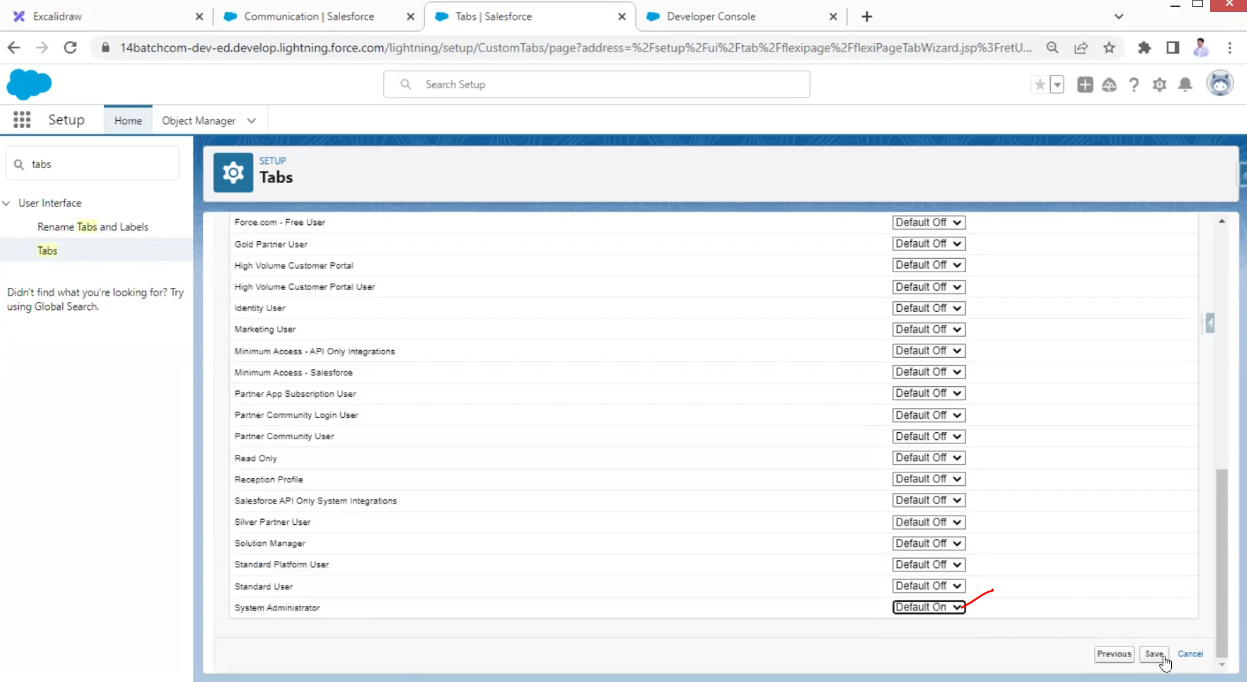 Excalidraw
Communication | Salesforce
Tabs | Salesforce
Developer Console
14batchcom-dev-ed.develop.lightning.force.com/lightning/setup/CustomTabs/page?address=%2Fsetup%2Fui%2Ftab%2Fflexipage%2FflexiPageTabWizard.jsp%3FretU...
Search Setup
Setup
Home
Object Manager
tabs
User Interface
Rename Tabs and Labels
Tabs
Didn't find what you're looking for? Try
using Global Search.
SETUP
Tabs
Force.com - Free User Default Off
Gold Partner User Default Off
High Volume Customer Portal Default Off
High Volume Customer Portal User Default Off
Identity User Default Off
Marketing User Default Off
Minimum Access - API Only Integrations Default Off
Minimum Access - Salesforce Default Off
Partner App Subscription User Default Off
Partner Community Login User Default Off
Partner Community User Default Off
Read Only Default Off
Reception Profile Default Off
Salesforce API Only System Integrations Default Off
Silver Partner User Default Off
Solution Manager Default Off
Standard Platform User Default Off
Standard User Default Off
System Administrator Default On
Previous Save Cancel